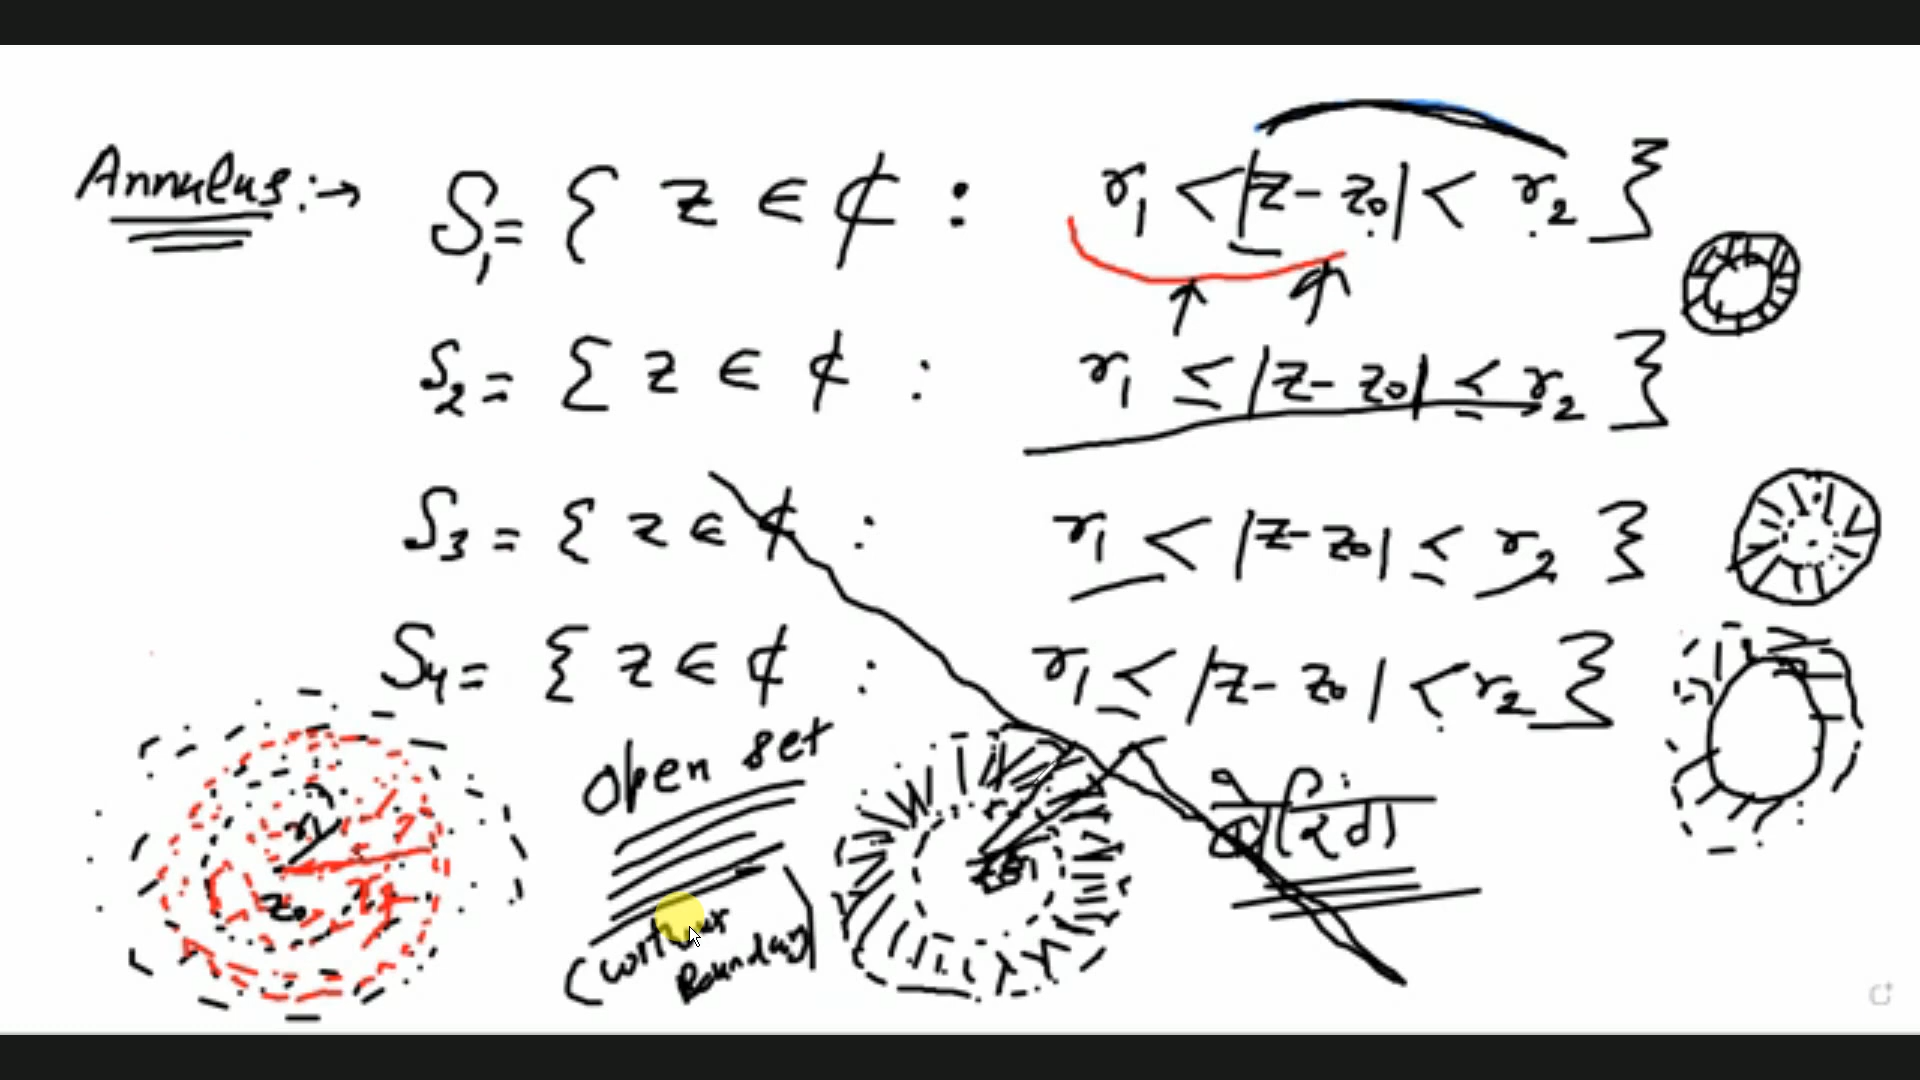 Annulus:→ S₁ = { z ∈ ₵ : r₁ < |z - z₀| < r₂ }
S₂ = { z ∈ ₵ : r₁ ≤ |z - z₀| ≤ r₂ }
S₃ = { z ∈ ₵ : r₁ < |z - z₀| ≤ r₂ }
S₄ = { z ∈ ₵ : r₁ ≤ |z - z₀| < r₂ }
open set
(without
Boundary)
r₁
z₀
z₀